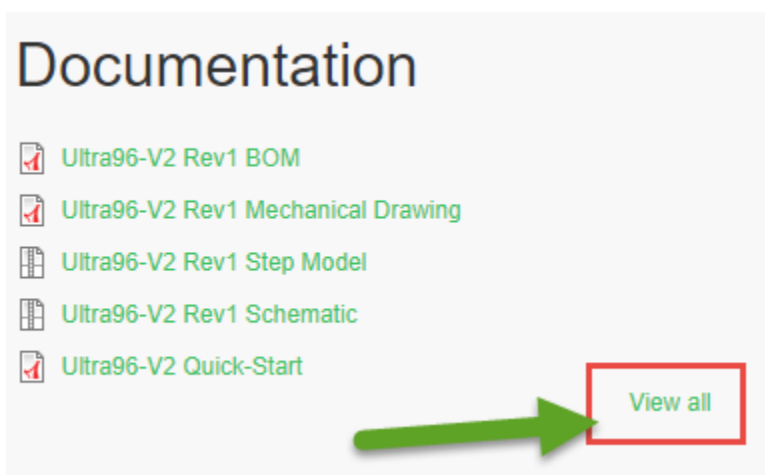 Documentation
Ultra96-V2 Rev1 BOM
Ultra96-V2 Rev1 Mechanical Drawing
Ultra96-V2 Rev1 Step Model
Ultra96-V2 Rev1 Schematic
Ultra96-V2 Quick-Start
View all